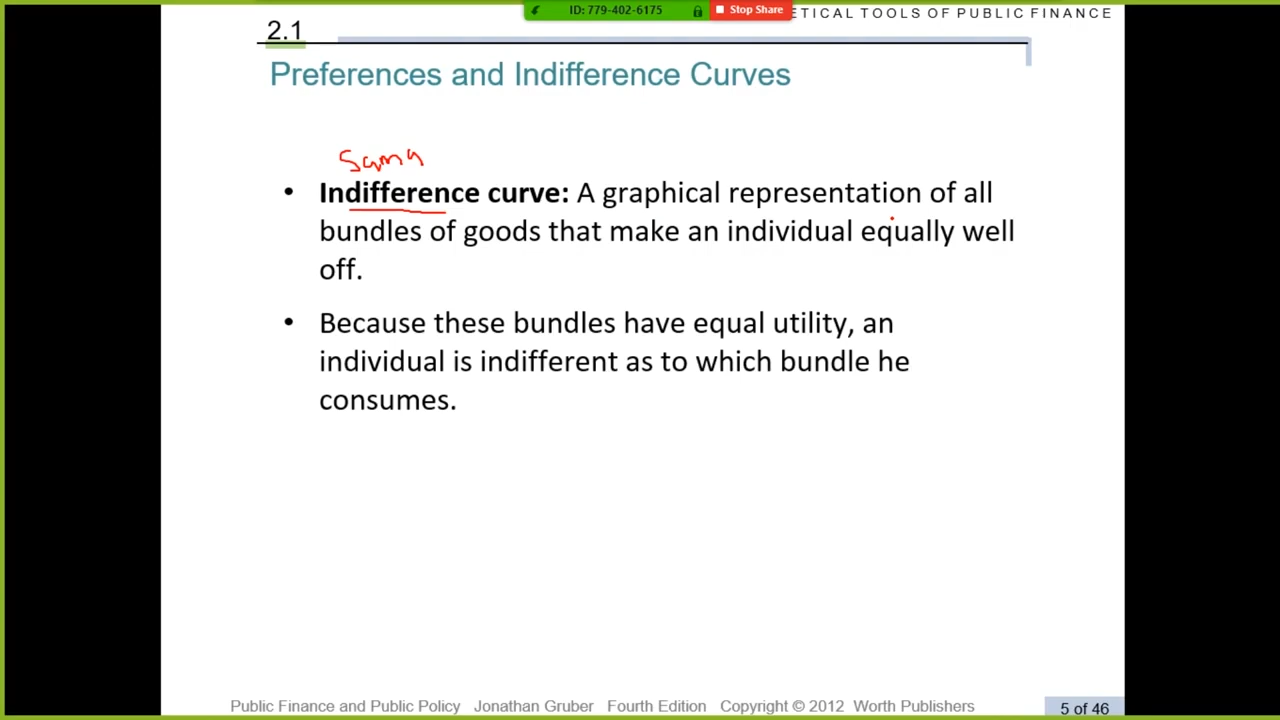 ID: 779-402-6175
Stop Share
ETICAL TOOLS OF PUBLIC FINANCE
2.1
Preferences and Indifference Curves
• Indifference curve: A graphical representation of all
bundles of goods that make an individual equally well
off.
• Because these bundles have equal utility, an
individual is indifferent as to which bundle he
consumes.
Public Finance and Public Policy Jonathan Gruber Fourth Edition Copyright © 2012 Worth Publishers
5 of 46